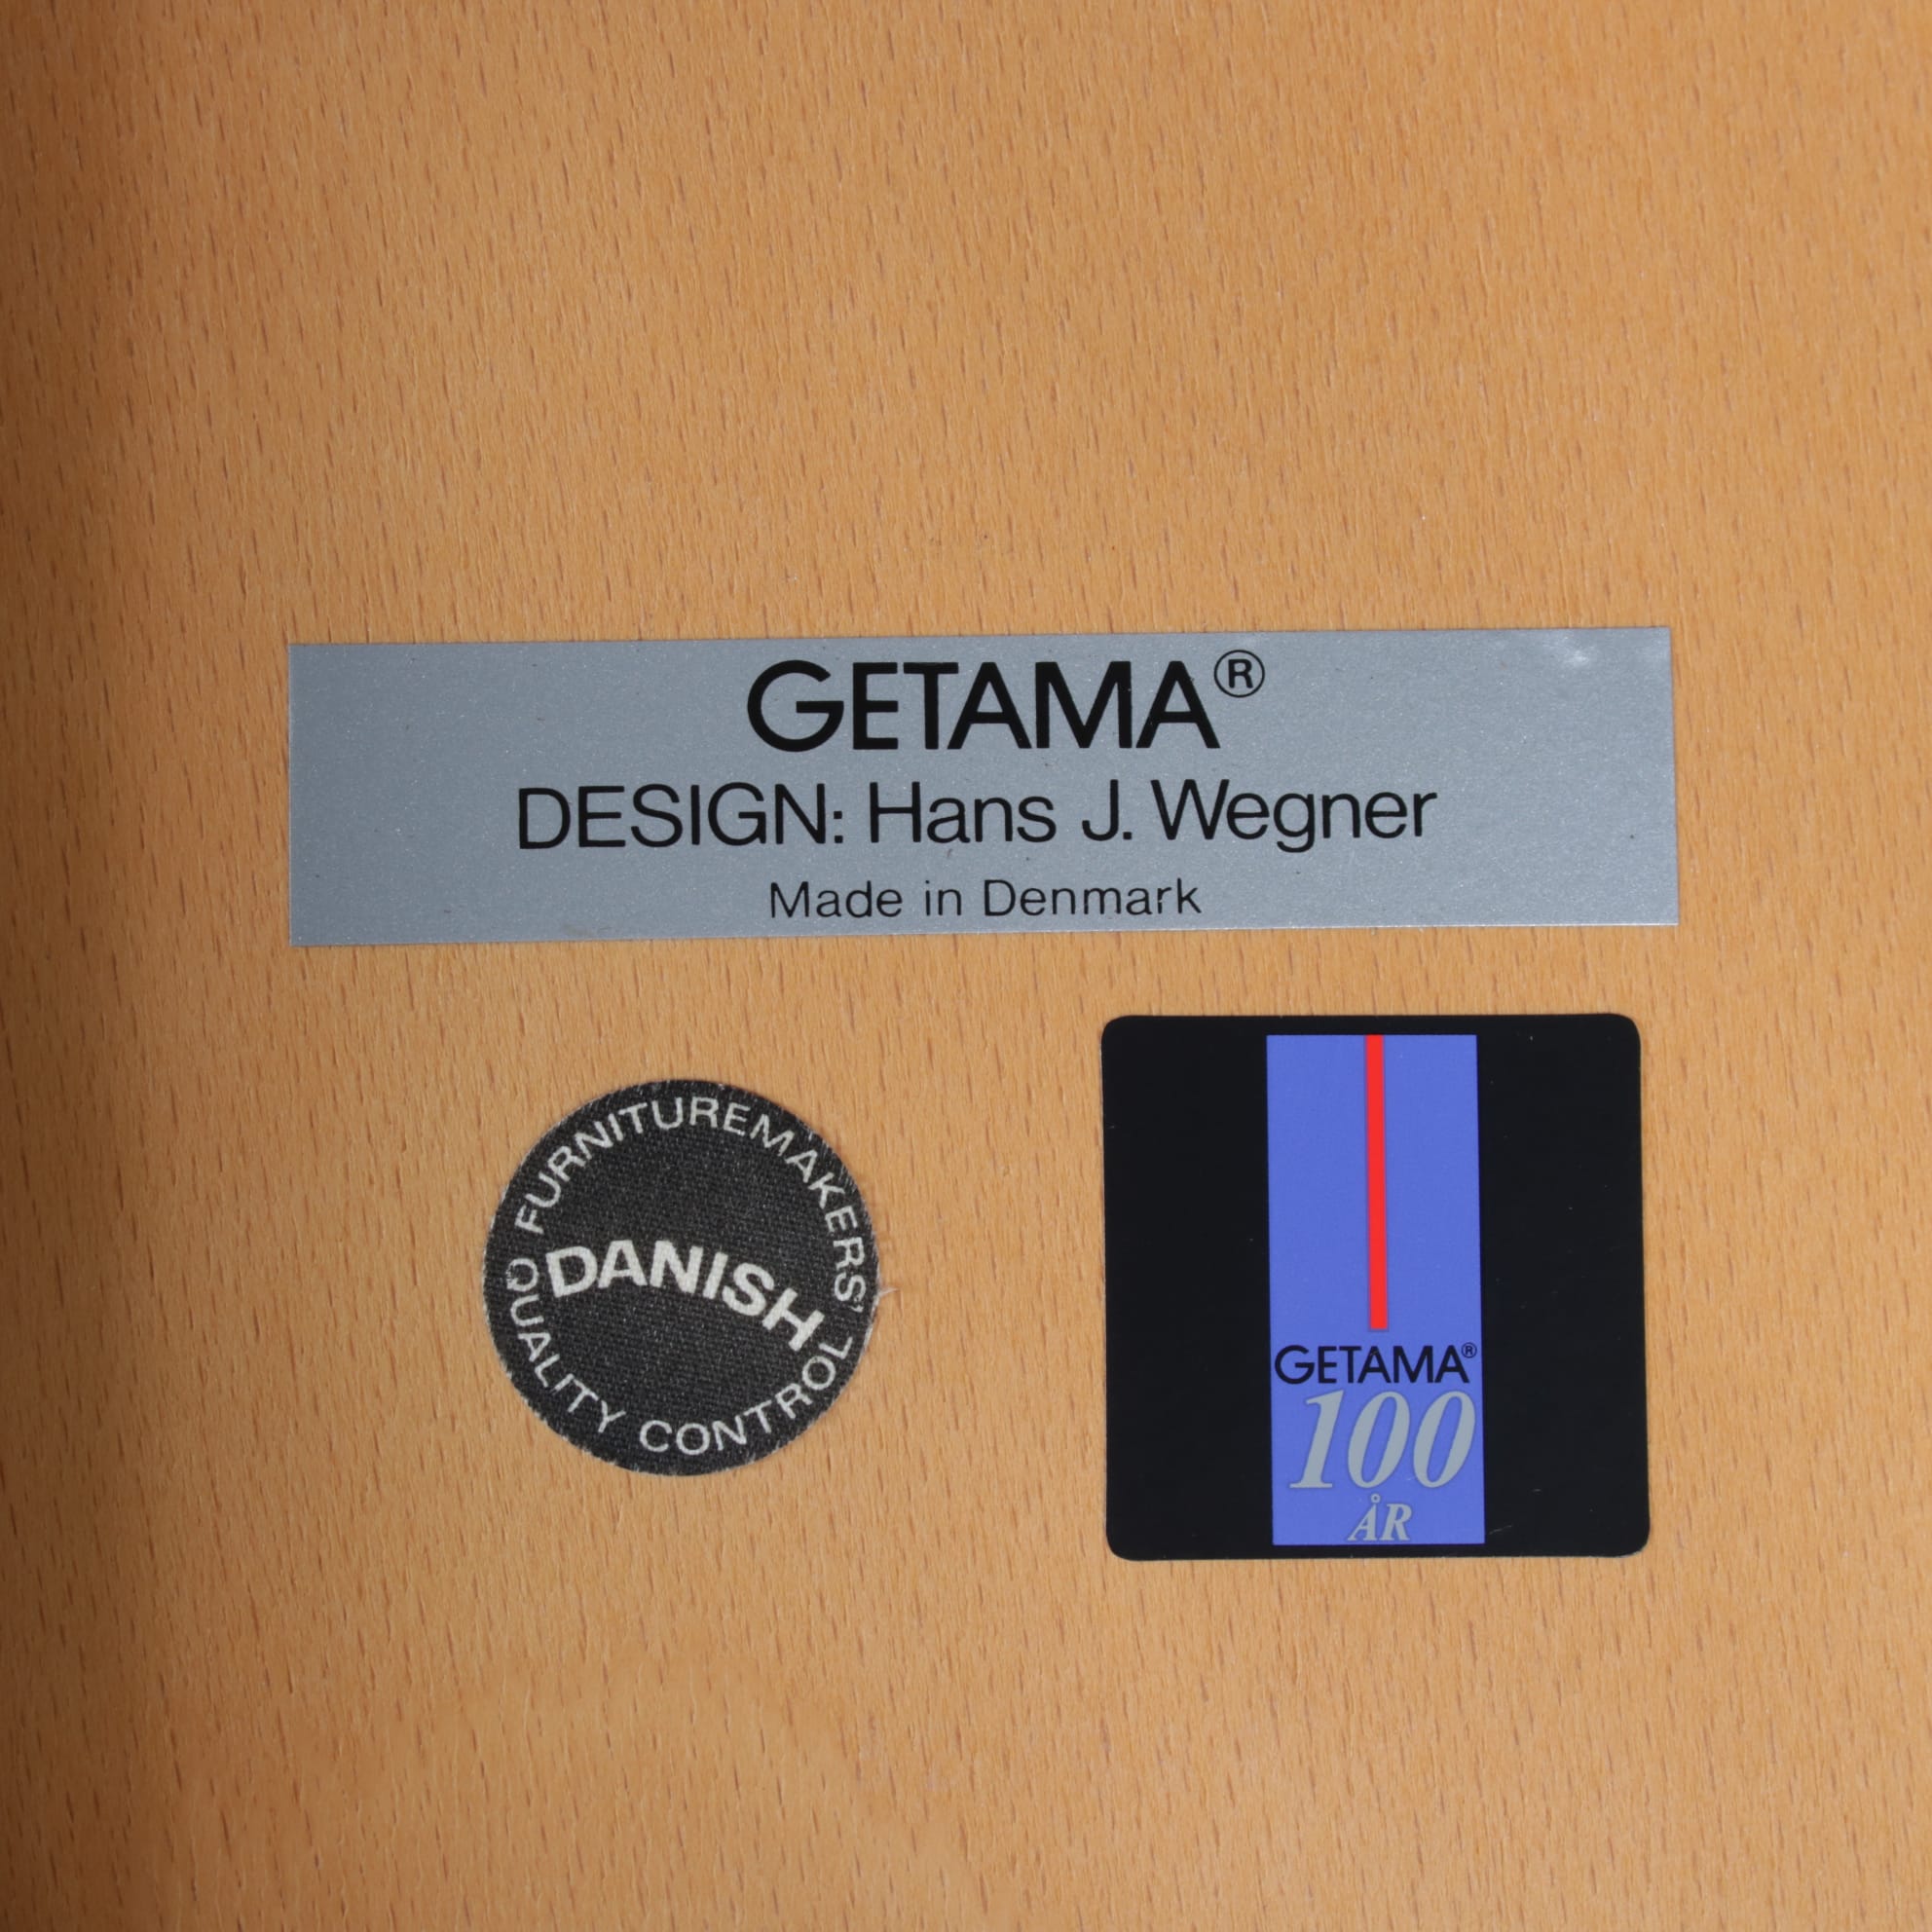 GETAMA®
DESIGN: Hans J. Wegner
Made in Denmark
FURNITUREMAKERS'
DANISH
QUALITY CONTROL
GETAMA®
100
ÅR